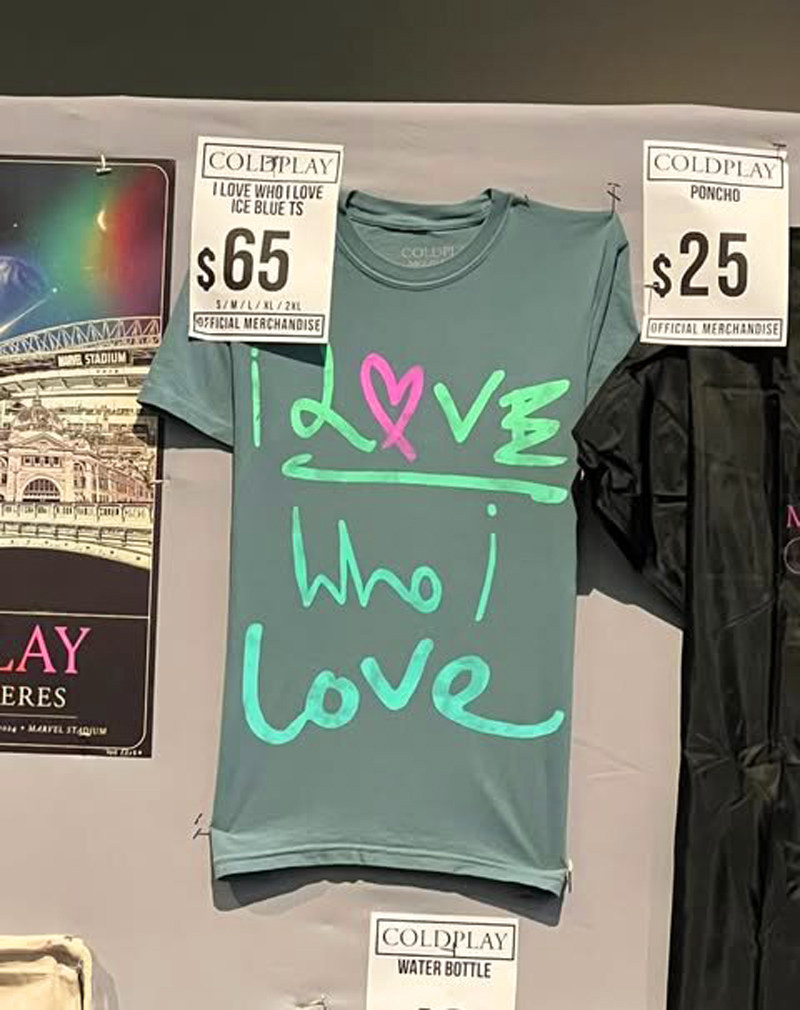 COLDPLAY
I LOVE WHO I LOVE
ICE BLUE TS
$65
S/M/L/XL/2XL
OFFICIAL MERCHANDISE
COLDPLAY
PONCHO
$25
OFFICIAL MERCHANDISE
COLDPL
i LOVE
Who i
Love
MARVEL STADIUM
LAY
ERES
• MARVEL STADIUM
M
COLDPLAY
WATER BOTTLE